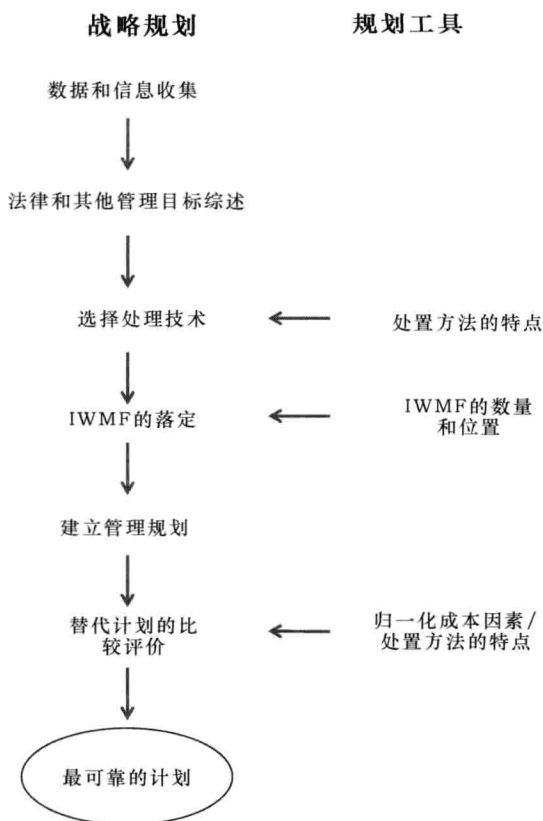 战略规划 规划工具
数据和信息收集
法律和其他管理目标综述
选择处理技术 处置方法的特点
IWMF的落定 IWMF的数量
和位置
建立管理规划
替代计划的比
较评价
归一化成本因素/
处置方法的特点
最可靠的计划